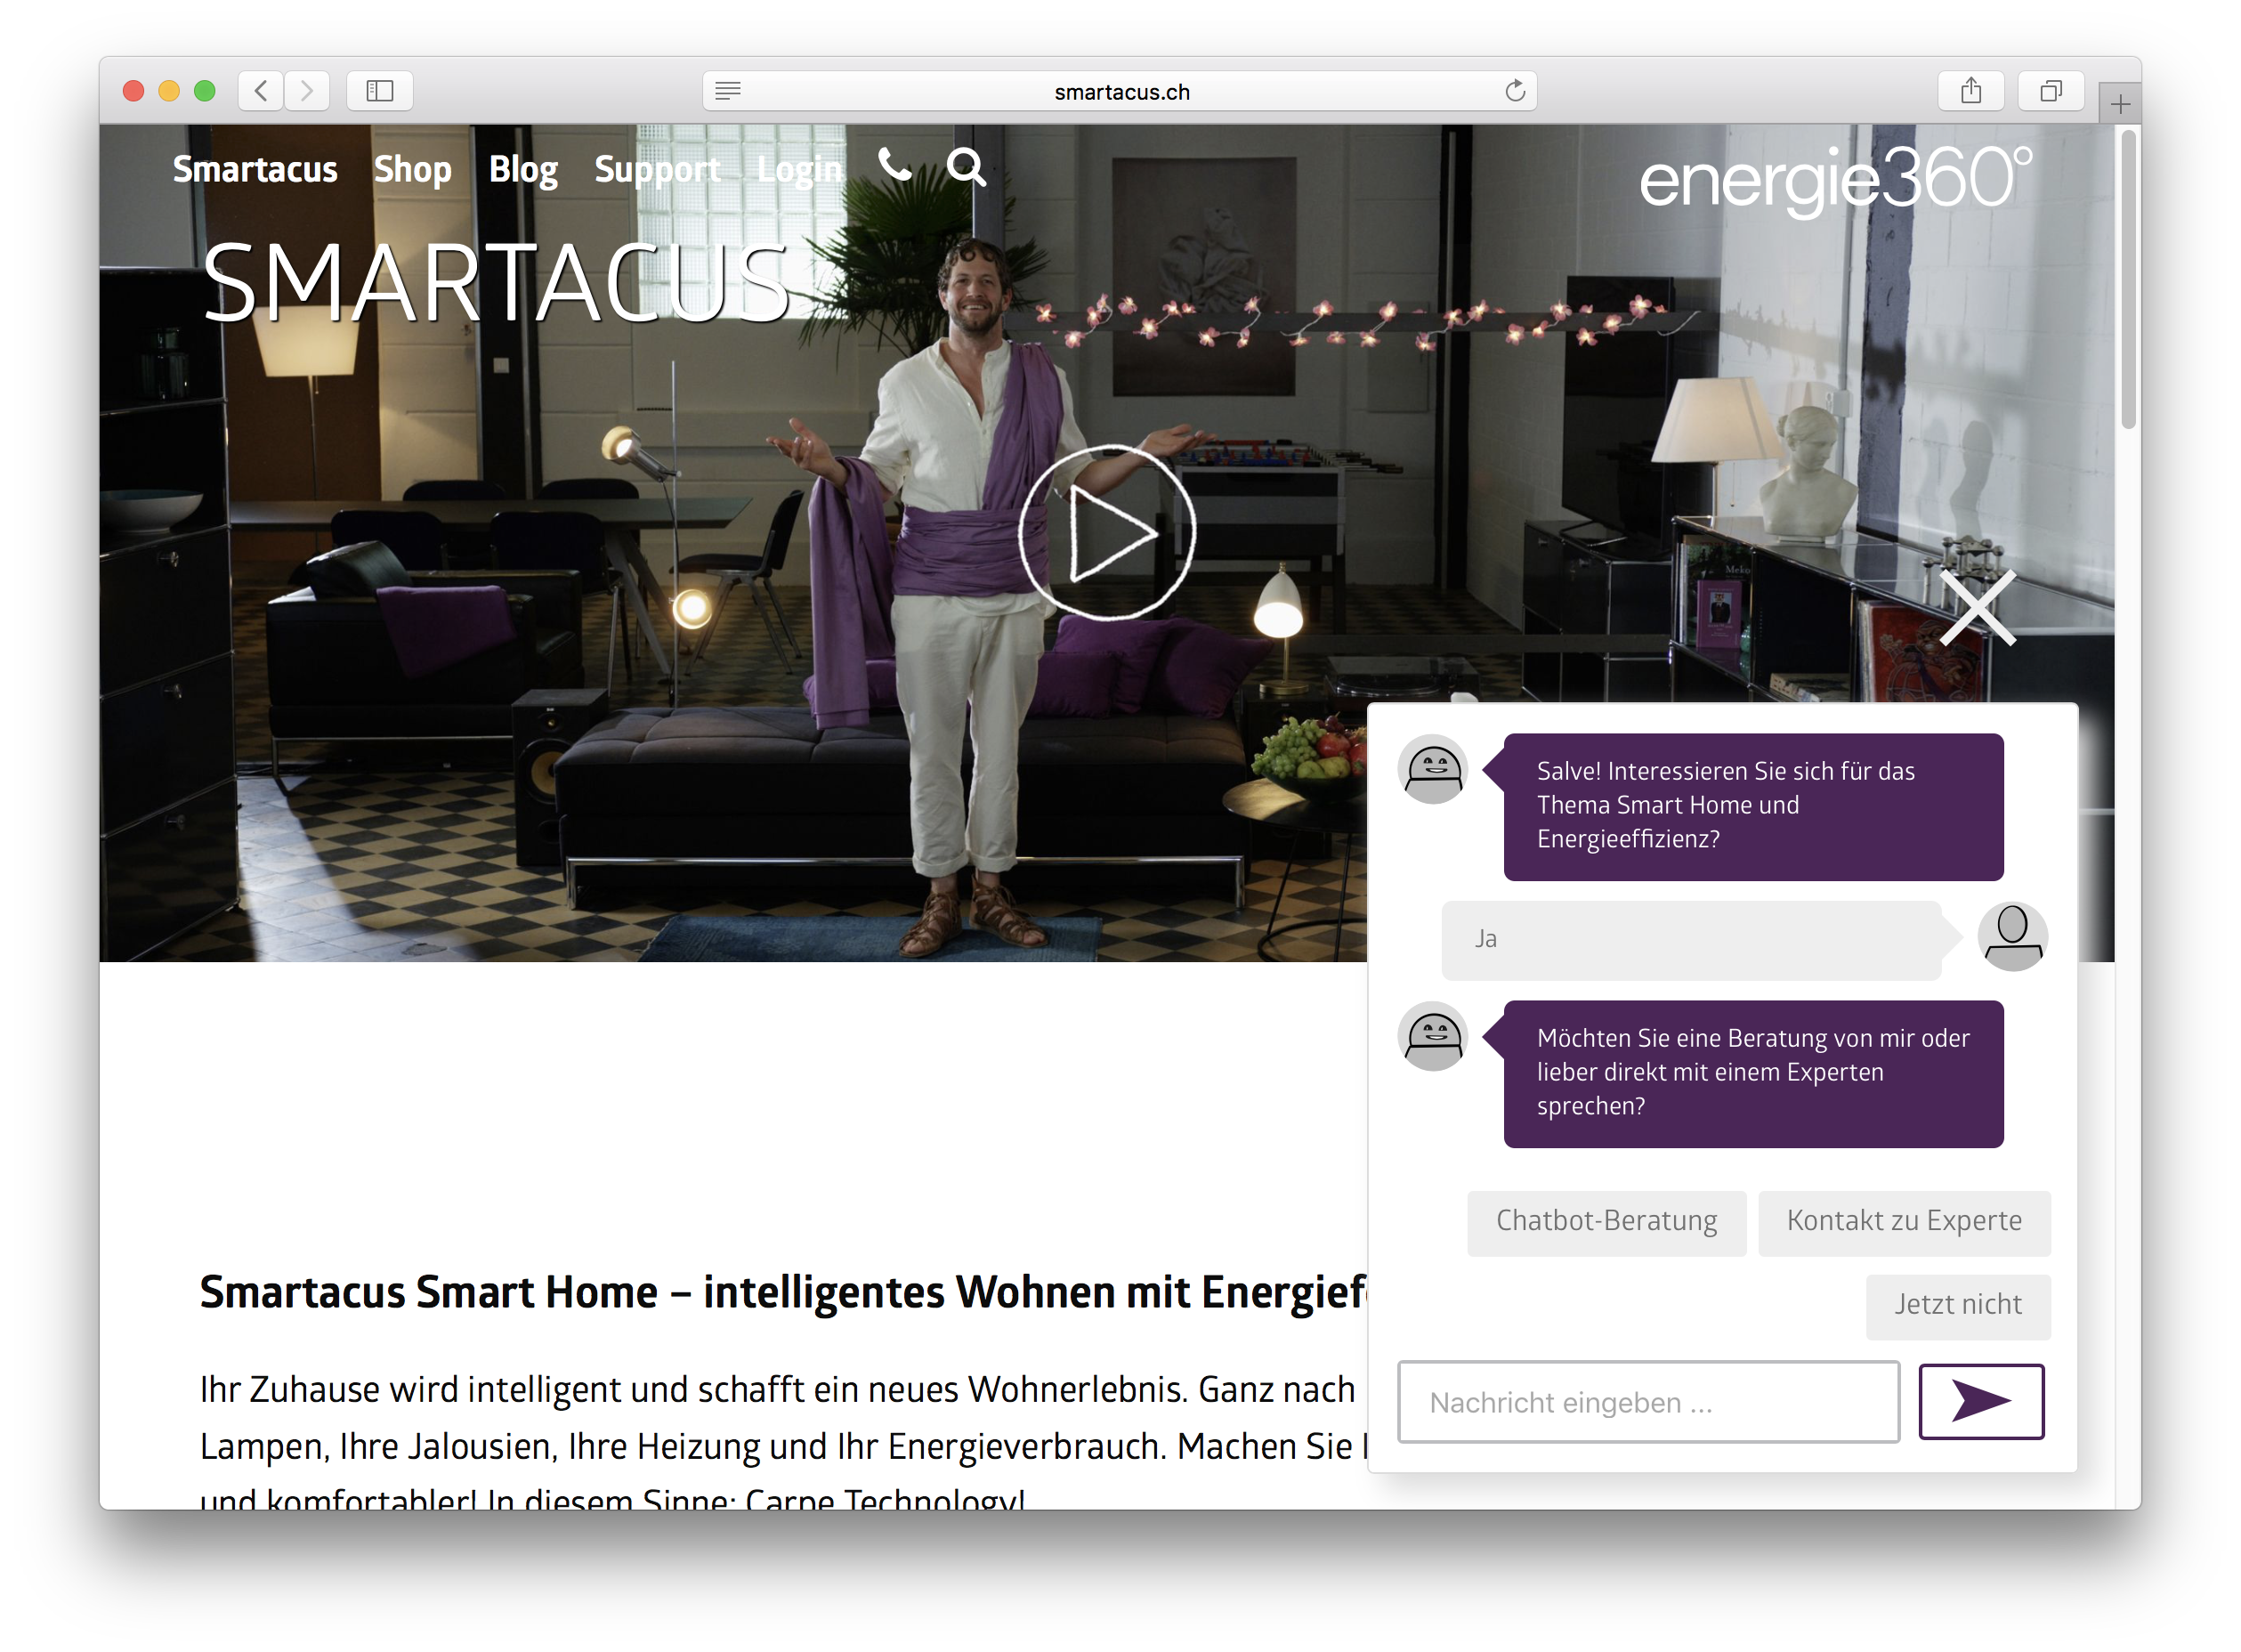 smartacus.ch
Smartacus Shop Blog Support Login
energie360°
SMARTACUS
Salve! Interessieren Sie sich für das
Thema Smart Home und
Energieeffizienz?
Ja
Möchten Sie eine Beratung von mir oder
lieber direkt mit einem Experten
sprechen?
Chatbot-Beratung
Kontakt zu Experte
Jetzt nicht
Nachricht eingeben ...
Smartacus Smart Home – intelligentes Wohnen mit
Ihr Zuhause wird intelligent und schafft ein neues Wohnerlebnis. Ganz nach
Lampen, Ihre Jalousien, Ihre Heizung und Ihr Energieverbrauch. Machen Sie
und komfortabler! In diesem Sinne: Carpe Technology!